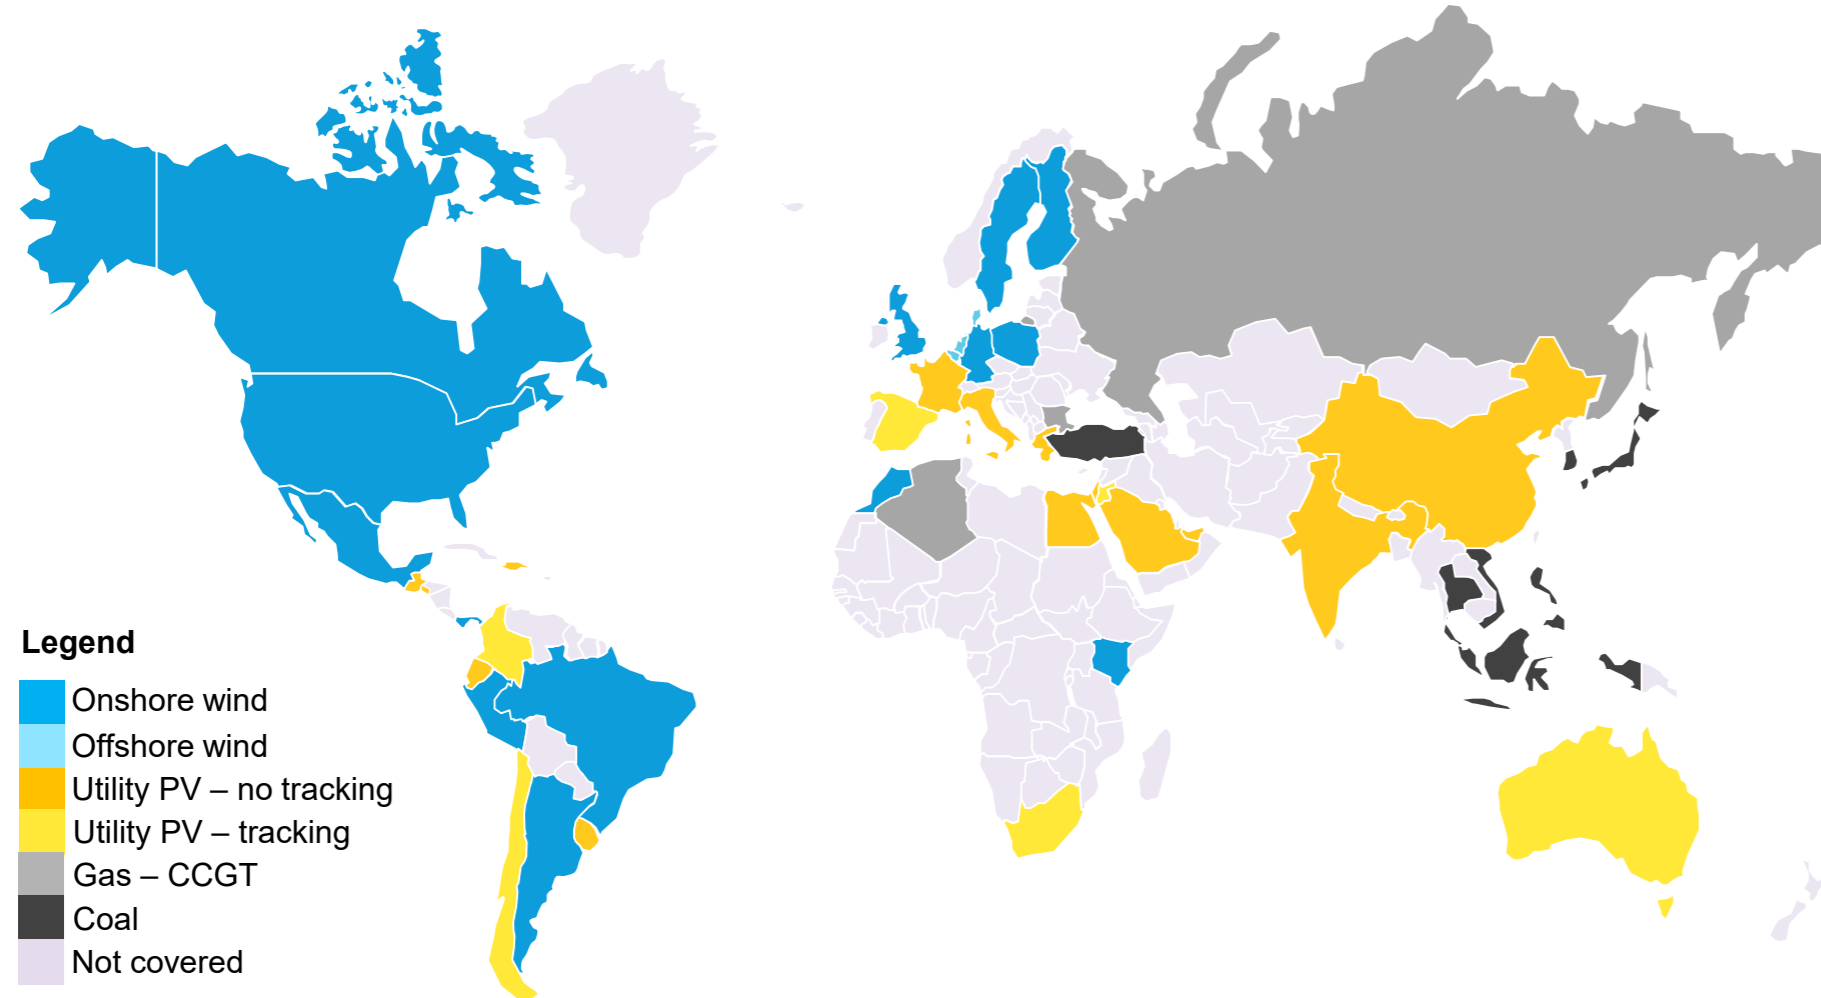 Legend
Onshore wind
Offshore wind
Utility PV – no tracking
Utility PV – tracking
Gas – CCGT
Coal
Not covered